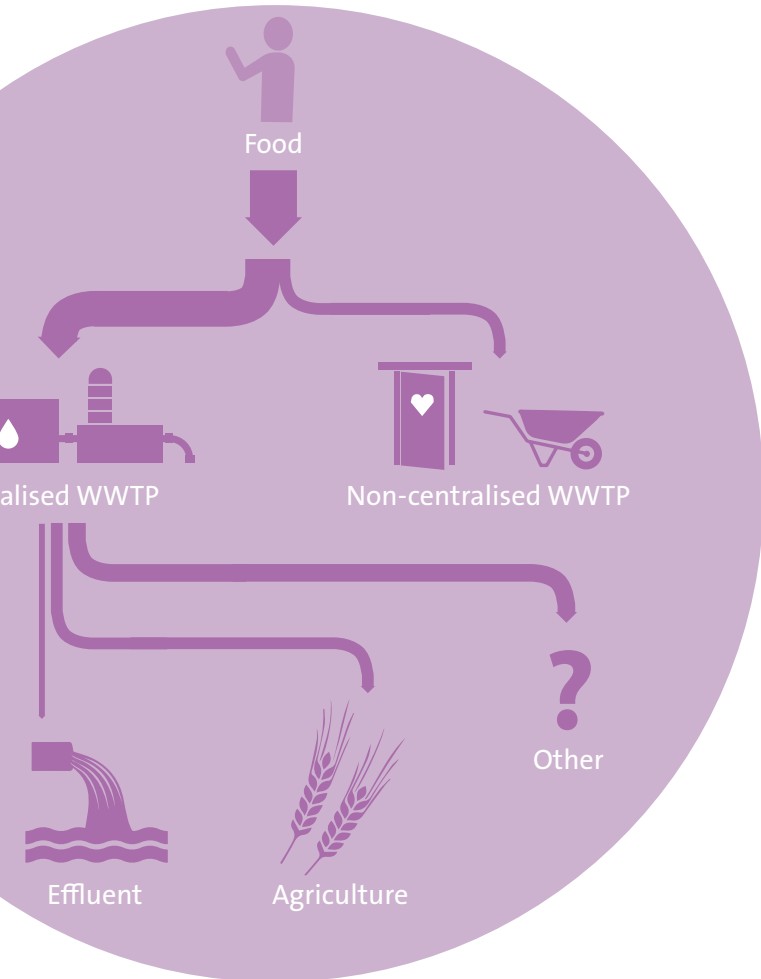 Food
alised WWTP
Non-centralised WWTP
?
Other
Effluent
Agriculture